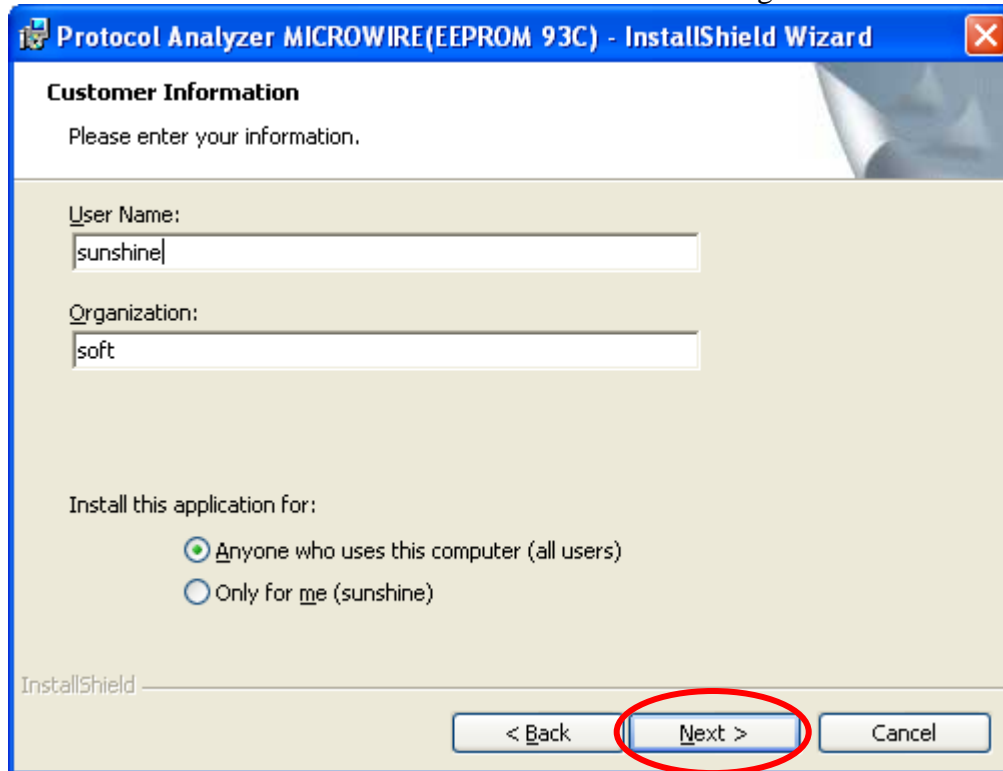 Protocol Analyzer MICROWIRE(EEPROM 93C) - InstallShield Wizard
Customer Information
Please enter your information.
User Name:
sunshine
Organization:
soft
Install this application for:
Anyone who uses this computer (all users)
Only for me (sunshine)
InstallShield
< Back Next > Cancel